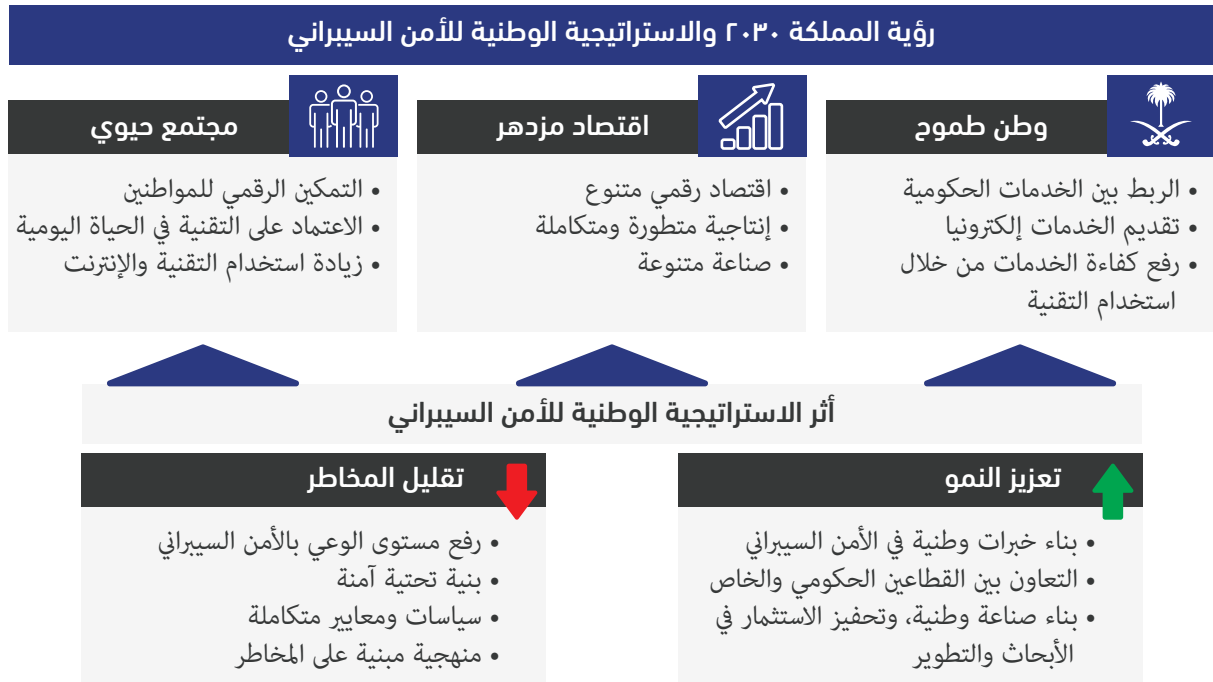 رؤية المملكة ٢٠٣٠ والاستراتيجية الوطنية للأمن السيبراني
وطن طموح
• الربط بين الخدمات الحكومية
• تقديم الخدمات إلكترونيا
• رفع كفاءة الخدمات من خلال
استخدام التقنية
اقتصاد مزدهر
• اقتصاد رقمي متنوع
• إنتاجية متطورة ومتكاملة
• صناعة متنوعة
مجتمع حيوي
• التمكين الرقمي للمواطنين
• الاعتماد على التقنية في الحياة اليومية
• زيادة استخدام التقنية والإنترنت
أثر الاستراتيجية الوطنية للأمن السيبراني
تعزيز النمو
• بناء خبرات وطنية في الأمن السيبراني
• التعاون بين القطاعين الحكومي والخاص
• بناء صناعة وطنية، وتحفيز الاستثمار في
الأبحاث والتطوير
تقليل المخاطر
• رفع مستوى الوعي بالأمن السيبراني
• بنية تحتية آمنة
• سياسات ومعايير متكاملة
• منهجية مبنية على المخاطر